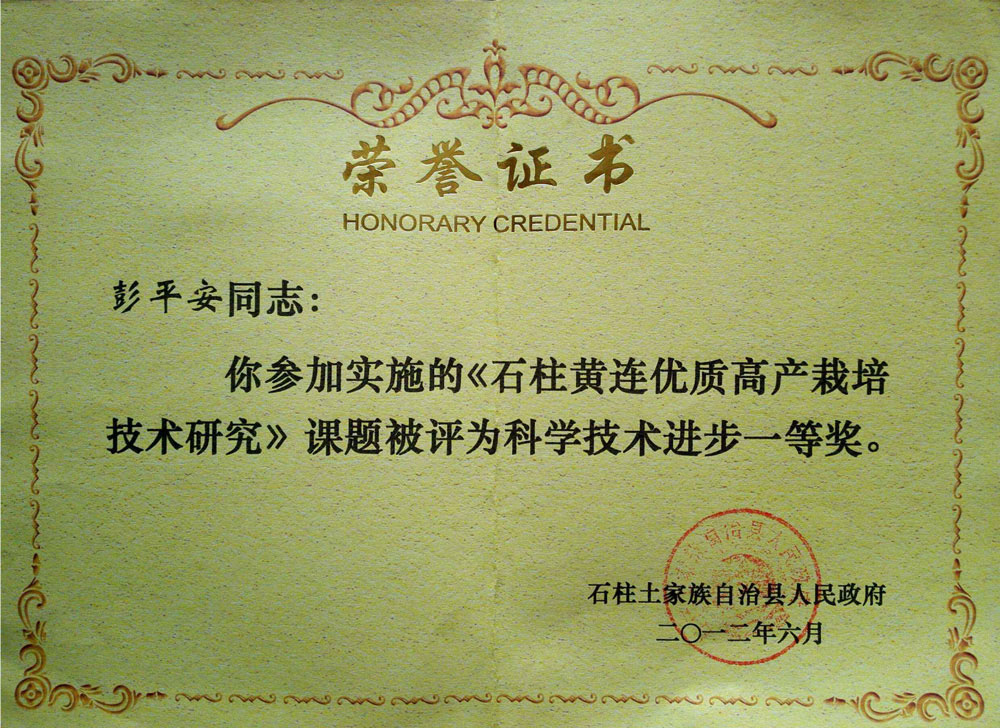 荣誉证书
HONORARY CREDENTIAL
彭平安同志：
你参加实施的《石柱黄连优质高产栽培
技术研究》课题被评为科学技术进步一等奖。
石柱土家族自治县人民政府
二〇一二年六月